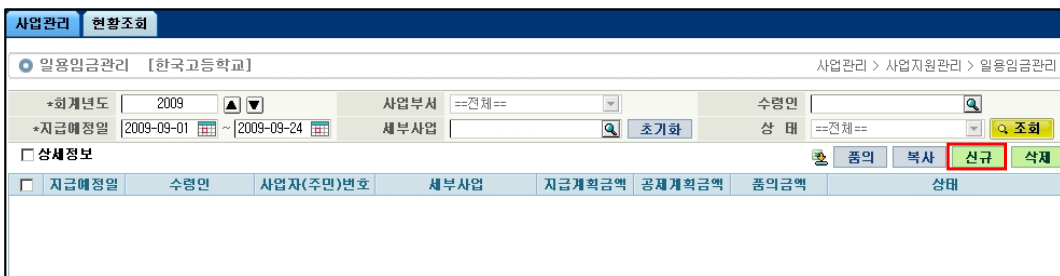 사업관리 현황조회
일용임금관리 [한국고등학교] 사업관리 > 사업지원관리 > 일용임금관리
*회계년도 2009 사업부서 ==전체== 수령인
*지급예정일 2009-09-01 ~ 2009-09-24 세부사업 초기화 상 태 ==전체== 조회
상세정보 품의 복사 신규 삭제
지급예정일 수령인 사업자(주민)번호 세부사업 지급계획금액 공제계획금액 품의금액 상태